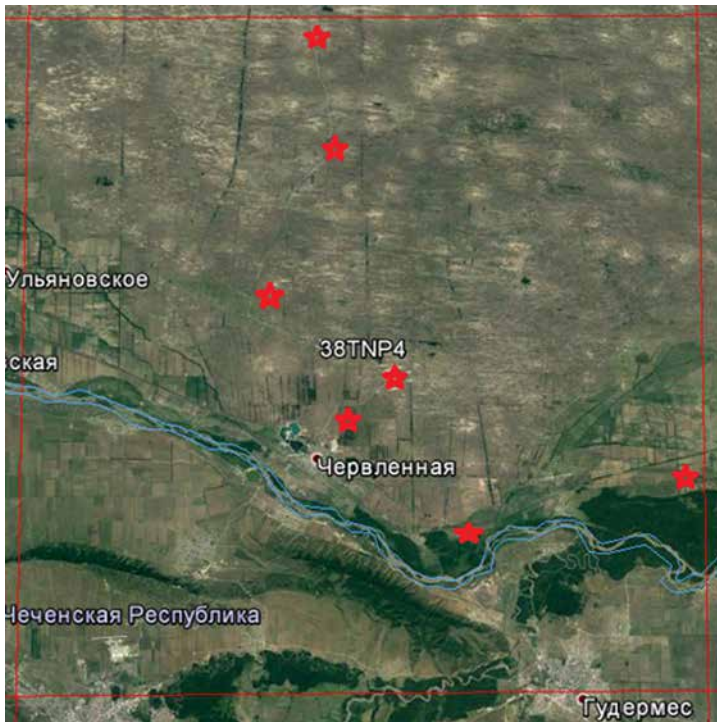 Ульяновское
38TNP4
ская
Червленная
Чеченская Республика
Гудермес